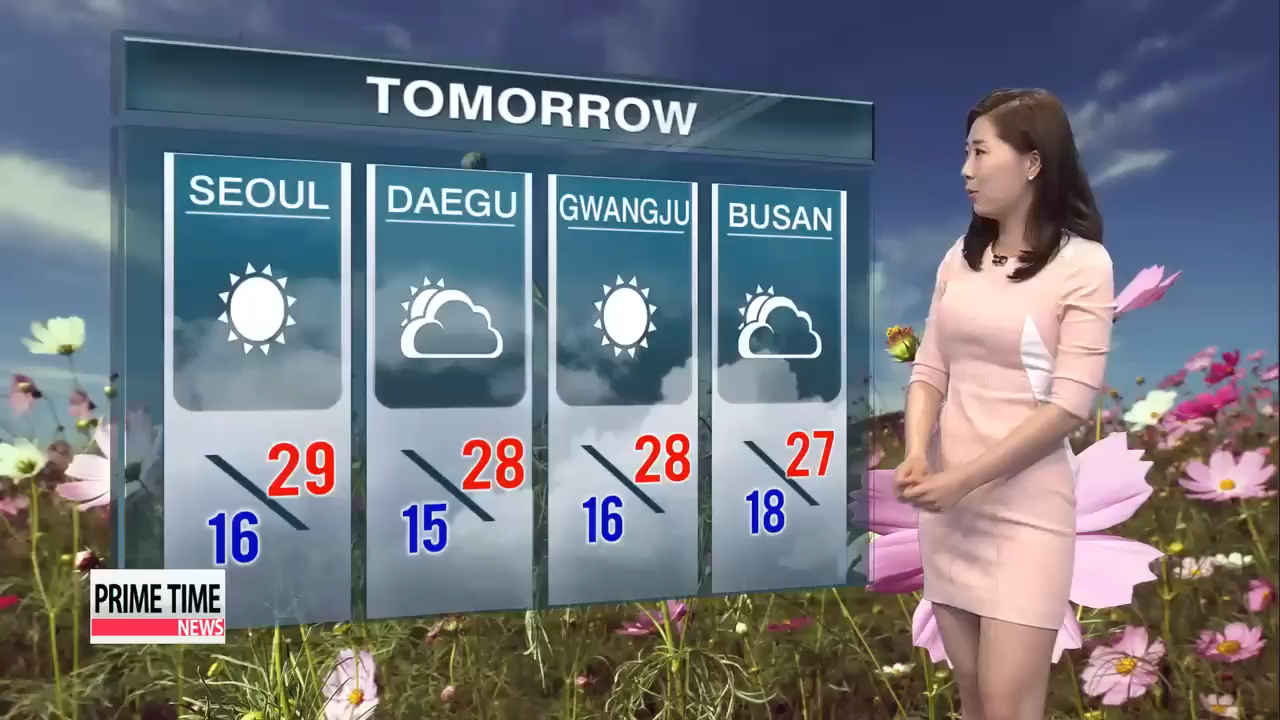 TOMORROW
SEOUL
DAEGU
GWANGJU
BUSAN
29
16
28
15
28
16
27
18
PRIME TIME
NEWS